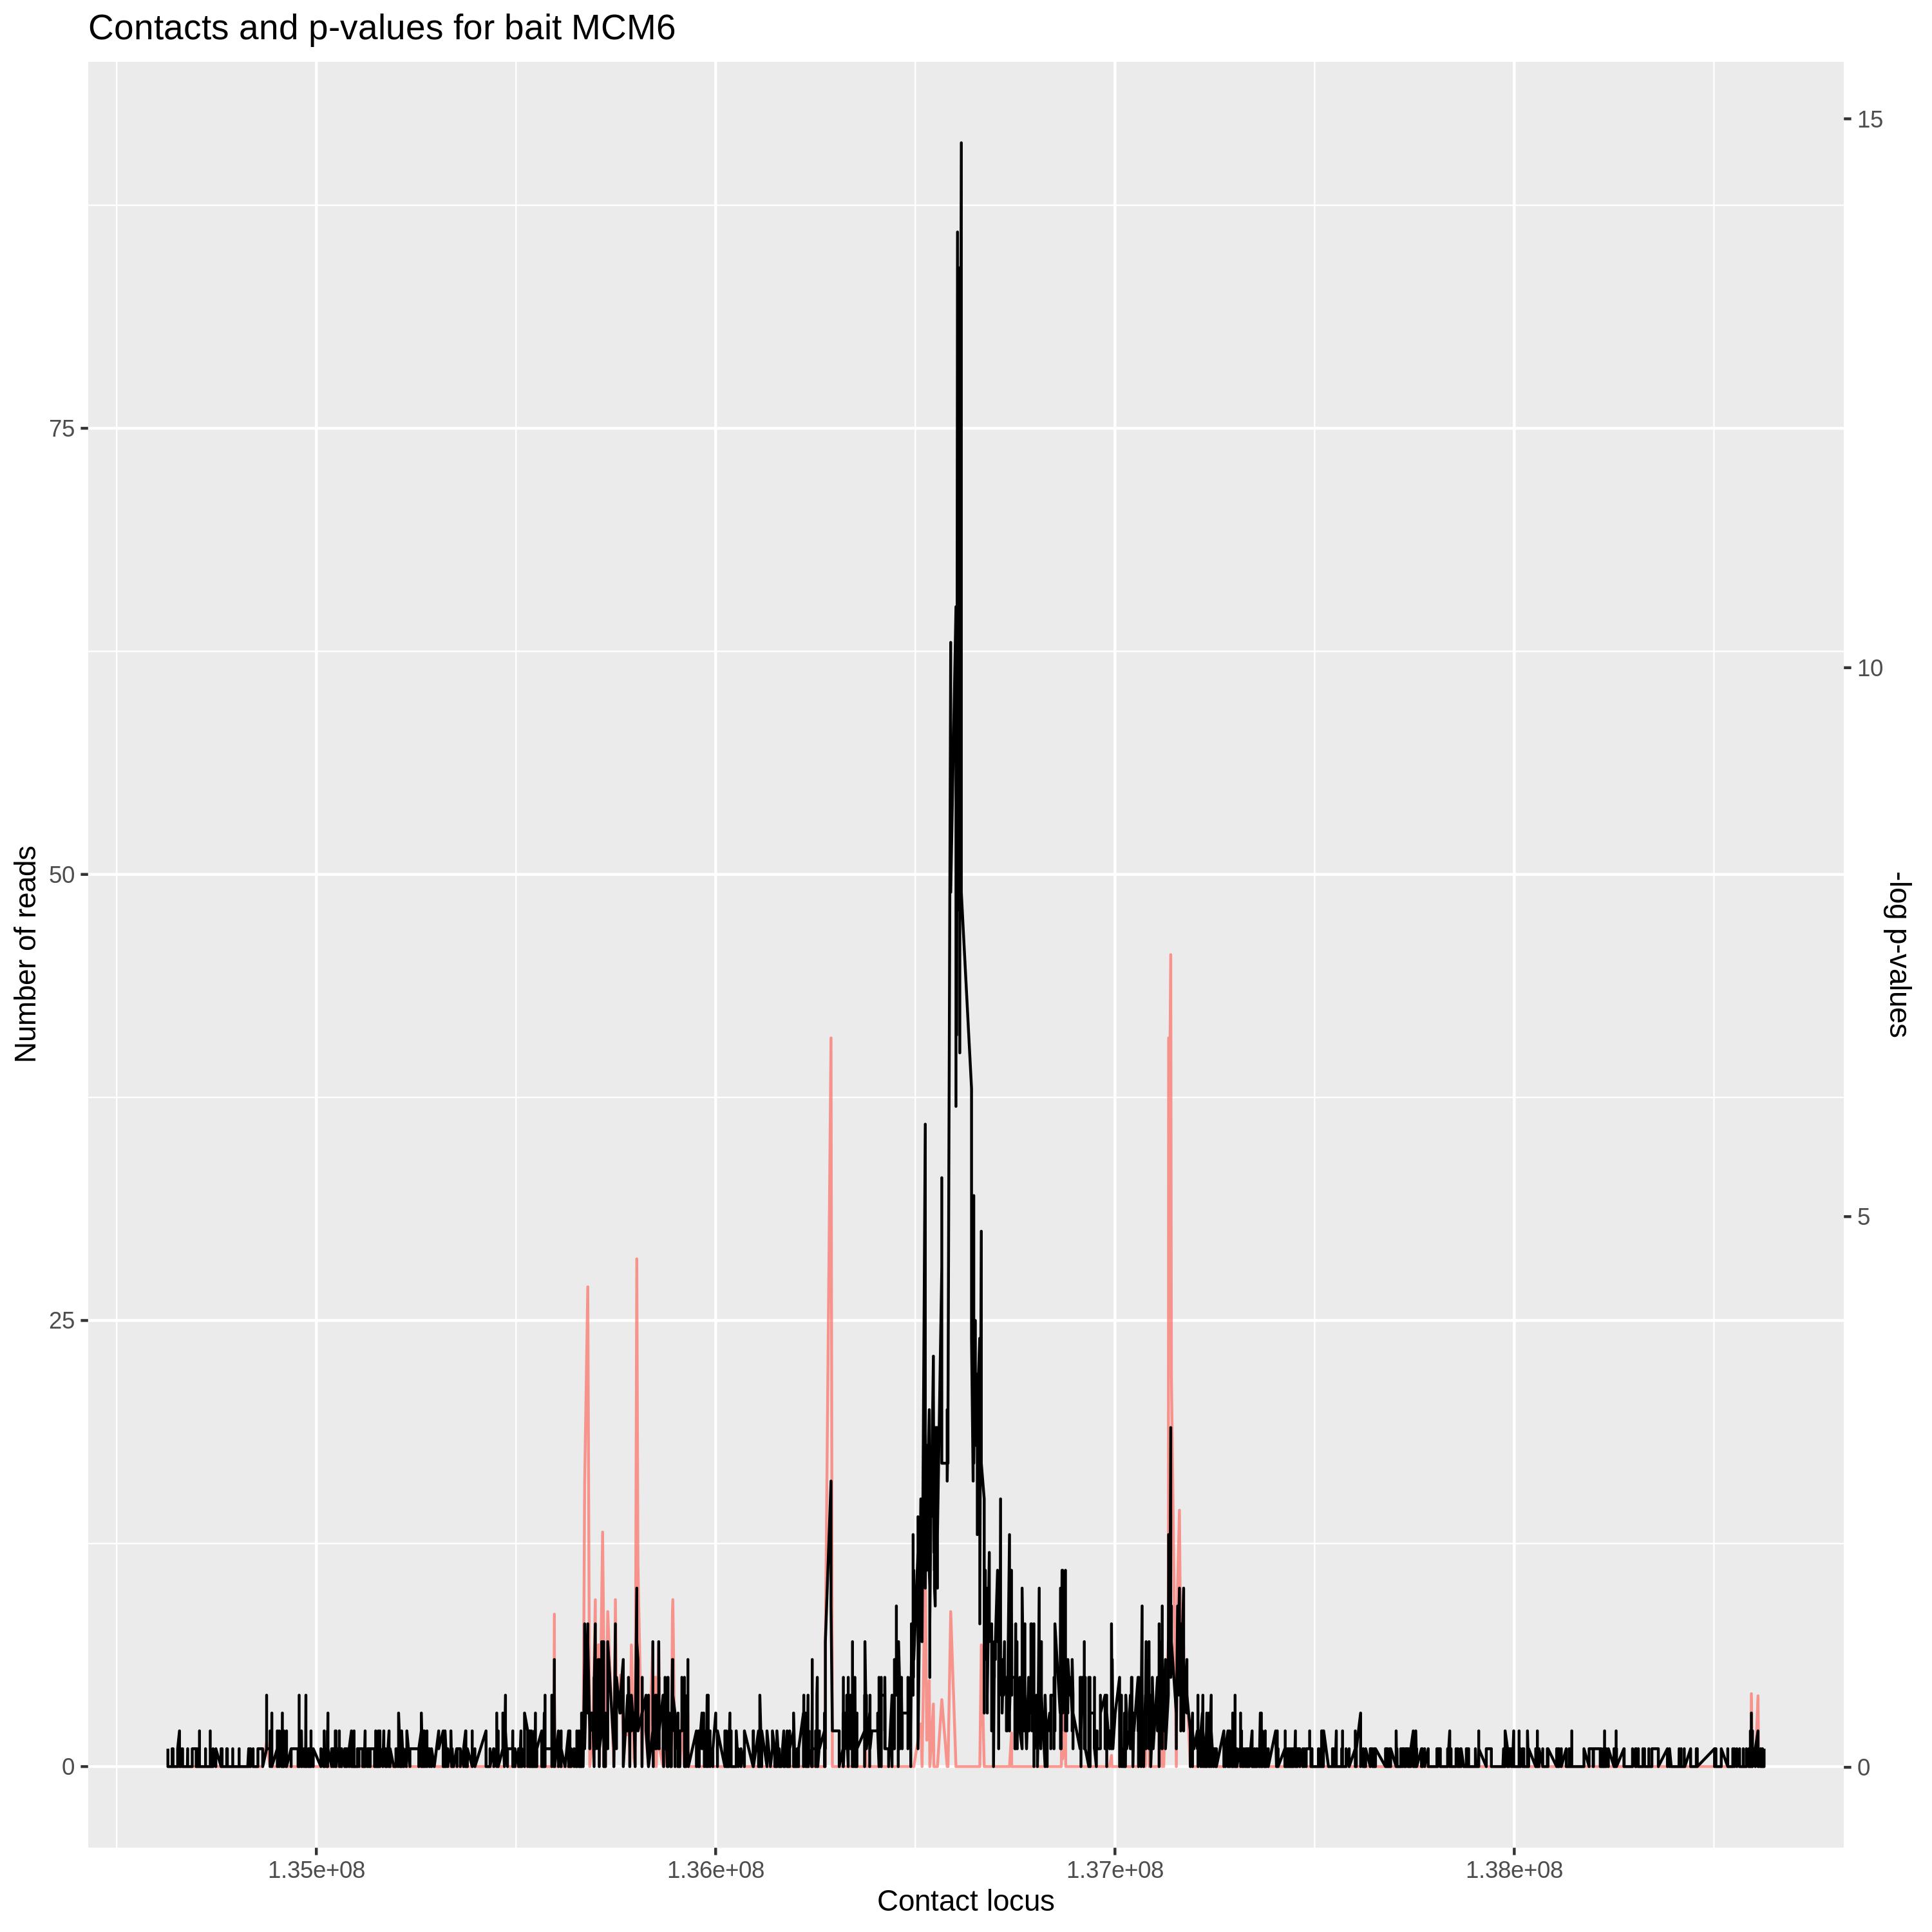 Contacts and p-values for bait MCM6
Number of reads
75
50
25
0
15
10
5
0
-log p-values
1.35e+08 1.36e+08 1.37e+08 1.38e+08
Contact locus